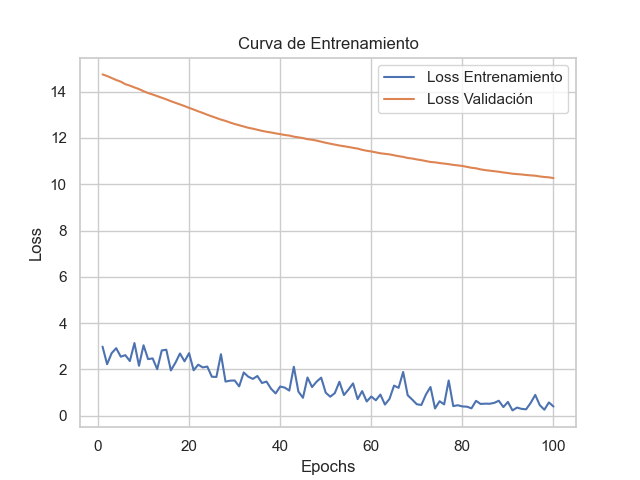 Curva de Entrenamiento
Loss Entrenamiento
Loss Validación
14
12
10
8
6
4
2
0
Loss
0 20 40 60 80 100
Epochs